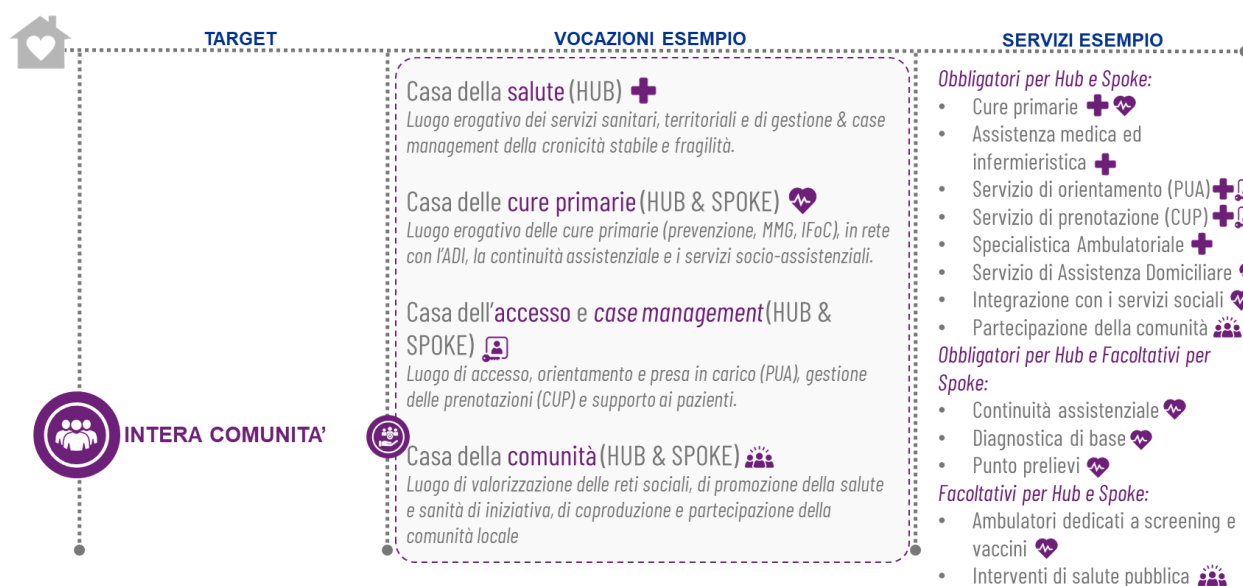 TARGET
VOCAZIONI ESEMPIO
SERVIZI ESEMPIO
INTERA COMUNITA'
Casa della salute (HUB)
Luogo erogativo dei servizi sanitari, territoriali e di gestione & case
management della cronicità stabile e fragilità.
Casa delle cure primarie (HUB & SPOKE)
Luogo erogativo delle cure primarie (prevenzione, MMG, IFoC), in rete
con l'ADI, la continuità assistenziale e i servizi socio-assistenziali.
Casa dell'accesso e case management (HUB &
SPOKE)
Luogo di accesso, orientamento e presa in carico (PUA), gestione
delle prenotazioni (CUP) e supporto ai pazienti.
Casa della comunità (HUB & SPOKE)
Luogo di valorizzazione delle reti sociali, di promozione della salute
e sanità di iniziativa, di coproduzione e partecipazione della
comunità locale
Obbligatori per Hub e Spoke:
• Cure primarie
• Assistenza medica ed
infermieristica
• Servizio di orientamento (PUA)
• Servizio di prenotazione (CUP)
• Specialistica Ambulatoriale
• Servizio di Assistenza Domiciliare
• Integrazione con i servizi sociali
• Partecipazione della comunità
Obbligatori per Hub e Facoltativi per
Spoke:
• Continuità assistenziale
• Diagnostica di base
• Punto prelievi
Facoltativi per Hub e Spoke:
• Ambulatori dedicati a screening e
vaccini
• Interventi di salute pubblica